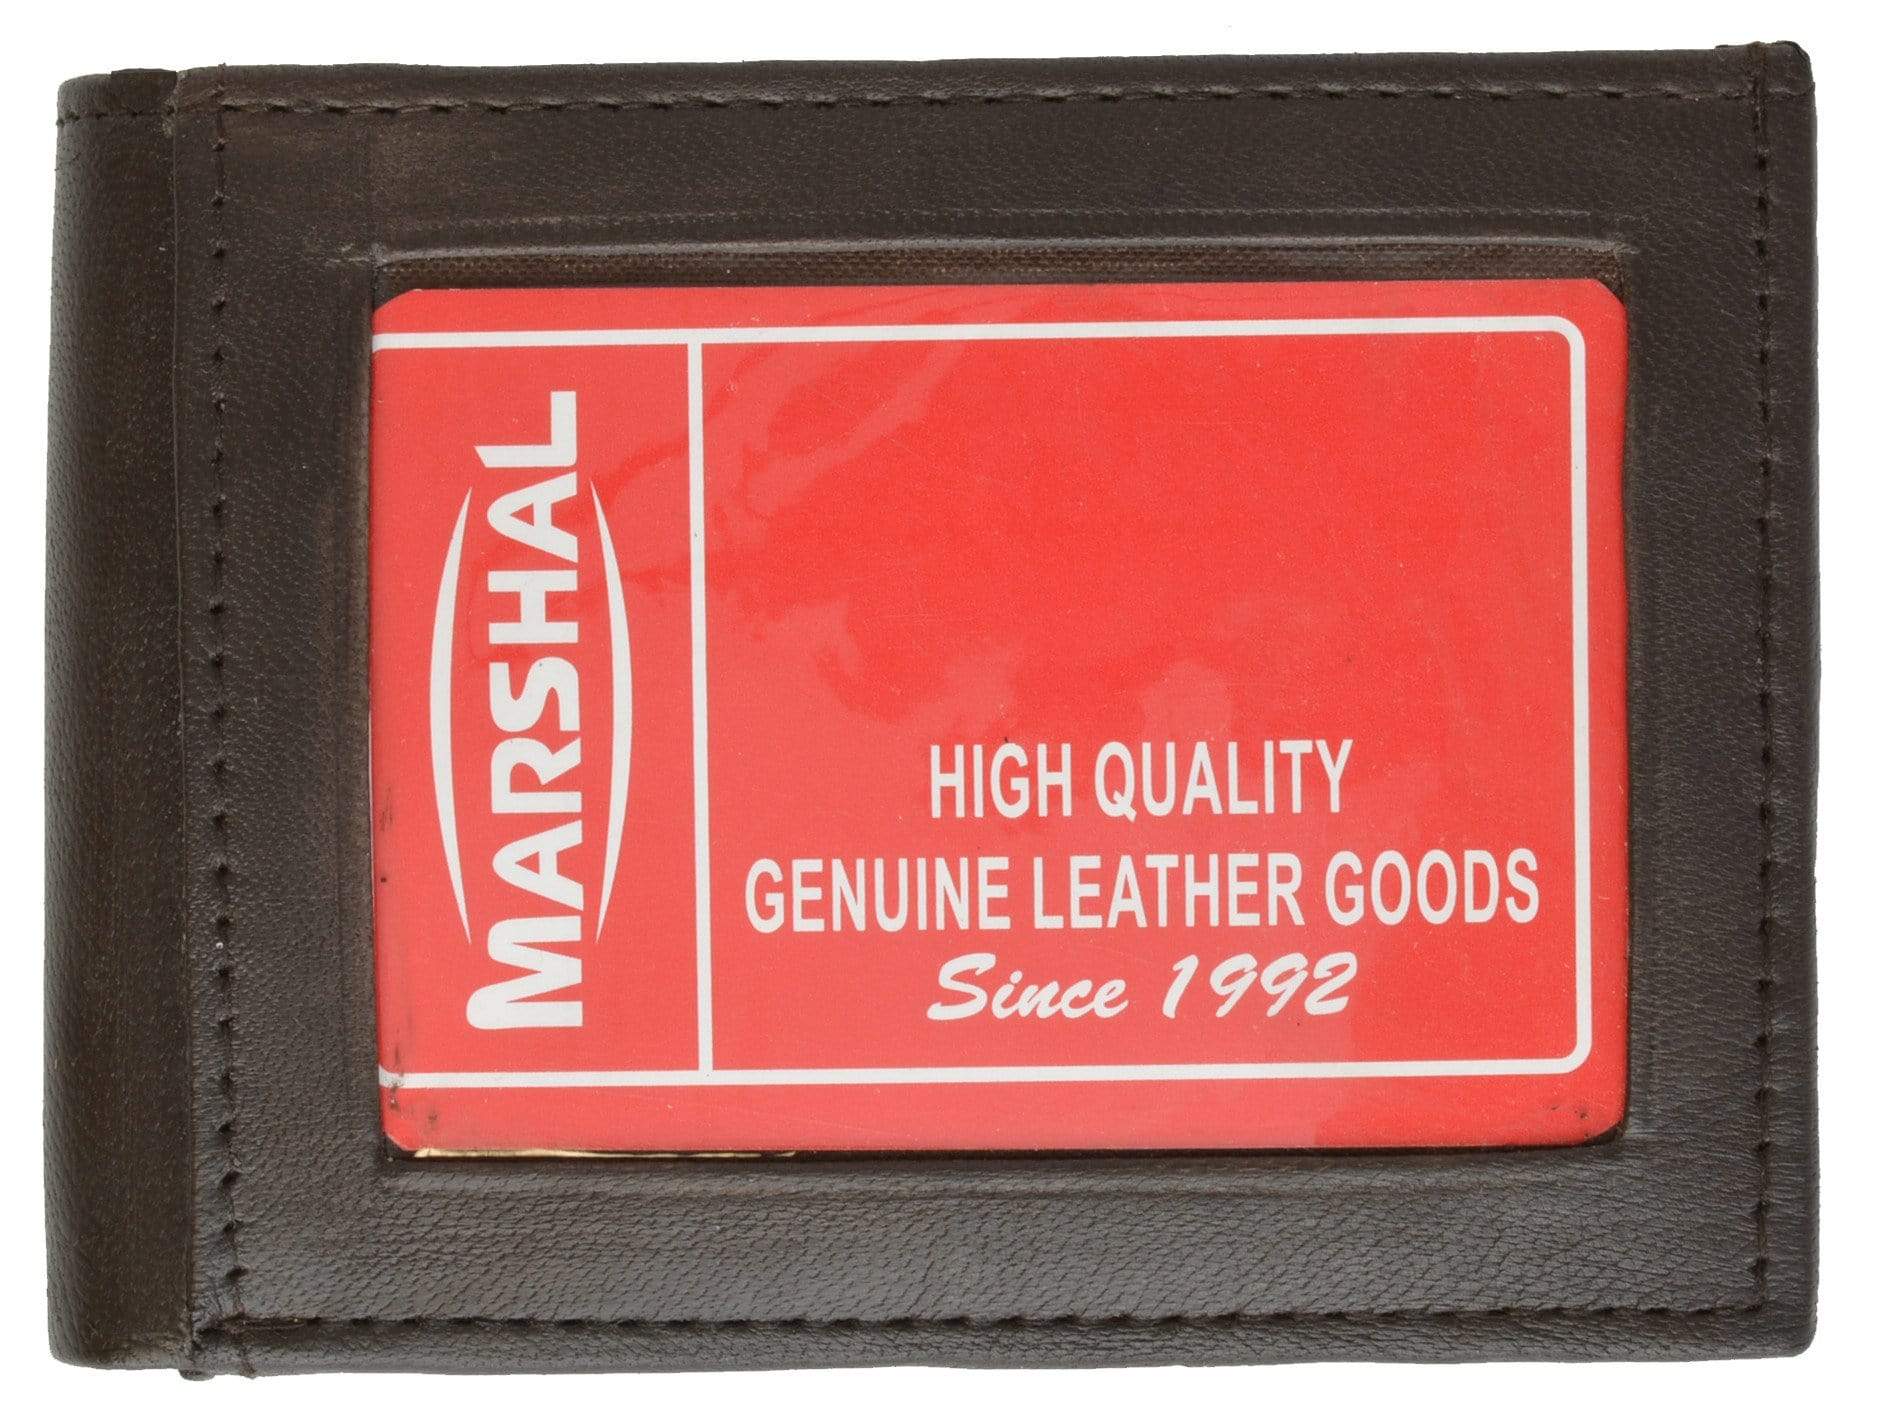 MARSHAL
HIGH QUALITY
GENUINE LEATHER GOODS
Since 1992